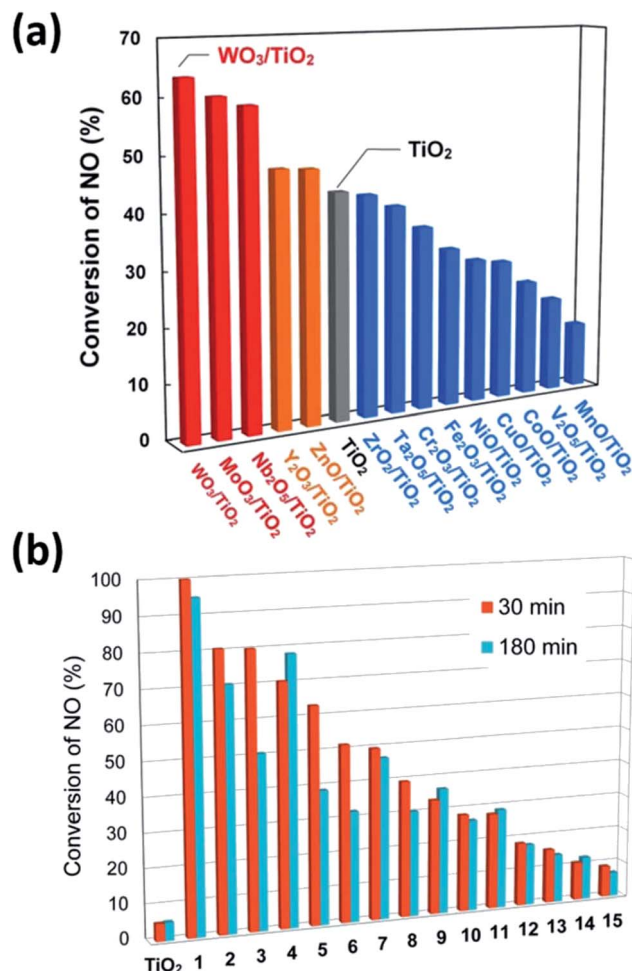 (a)
70
60
50
40
30
20
10
0
Conversion of NO (%)
WO₃/TiO₂
TiO₂
WO₃/TiO₂
MoO₃/TiO₂
Nb₂O₅/TiO₂
Y₂O₃/TiO₂
ZnO/TiO₂
TiO₂
ZrO₂/TiO₂
Ta₂O₅/TiO₂
Cr₂O₃/TiO₂
Fe₂O₃/TiO₂
NiO/TiO₂
CuO/TiO₂
CoO/TiO₂
V₂O₅/TiO₂
MnO/TiO₂
(b)
100
90
80
70
60
50
40
30
20
10
0
Conversion of NO (%)
30 min
180 min
TiO₂ 1 2 3 4 5 6 7 8 9 10 11 12 13 14 15